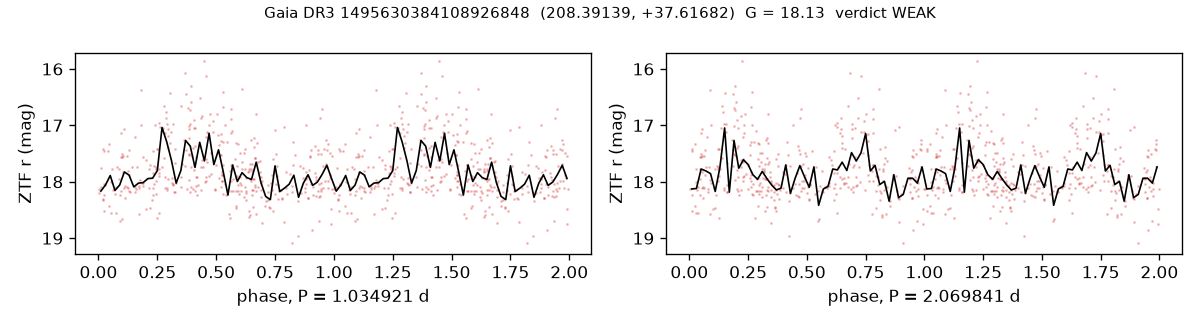 Gaia DR3 1495630384108926848 (208.39139, +37.61682) G = 18.13 verdict WEAK
ZTF r (mag)
16
17
18
19
0.00 0.25 0.50 0.75 1.00 1.25 1.50 1.75 2.00
phase, P = 1.034921 d
ZTF r (mag)
16
17
18
19
0.00 0.25 0.50 0.75 1.00 1.25 1.50 1.75 2.00
phase, P = 2.069841 d